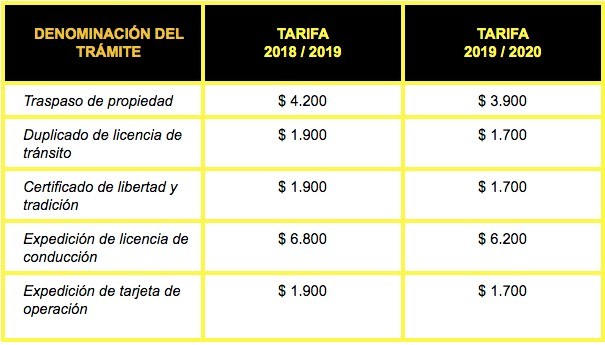 DENOMINACIÓN DEL
TRÁMITE
TARIFA
2018 / 2019
TARIFA
2019 / 2020
Traspaso de propiedad
$ 4.200
$ 3.900
Duplicado de licencia de
tránsito
$ 1.900
$ 1.700
Certificado de libertad y
tradición
$ 1.900
$ 1.700
Expedición de licencia de
conducción
$ 6.800
$ 6.200
Expedición de tarjeta de
operación
$ 1.900
$ 1.700